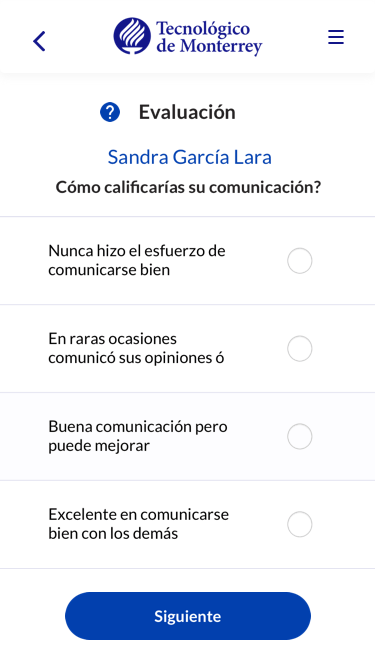 Tecnológico
de Monterrey
? Evaluación
Sandra García Lara
Cómo calificarías su comunicación?
Nunca hizo el esfuerzo de
comunicarse bien
En raras ocasiones
comunicó sus opiniones ó
Buena comunicación pero
puede mejorar
Excelente en comunicarse
bien con los demás
Siguiente